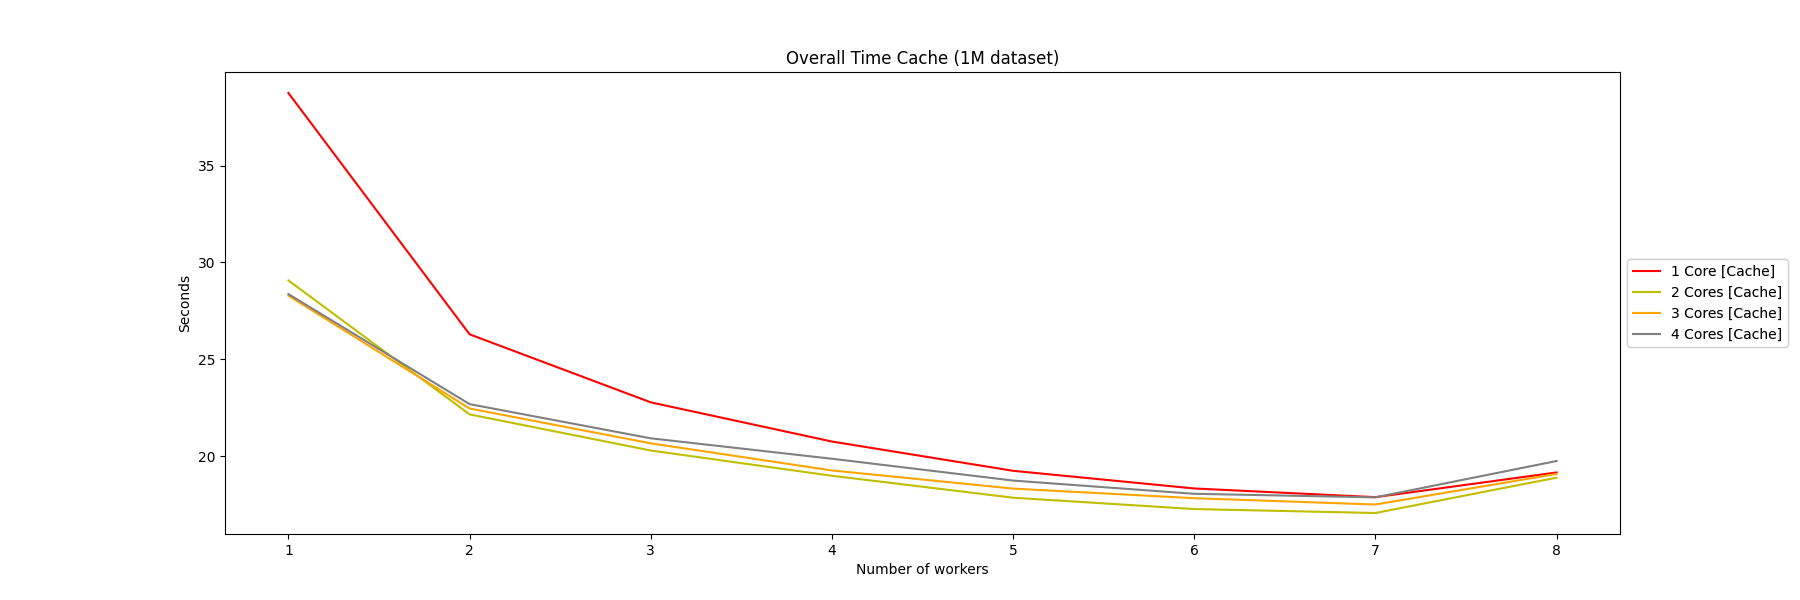 Overall Time Cache (1M dataset)
35
30
25
20
Seconds
1 2 3 4 5 6 7 8
Number of workers
1 Core [Cache]
2 Cores [Cache]
3 Cores [Cache]
4 Cores [Cache]